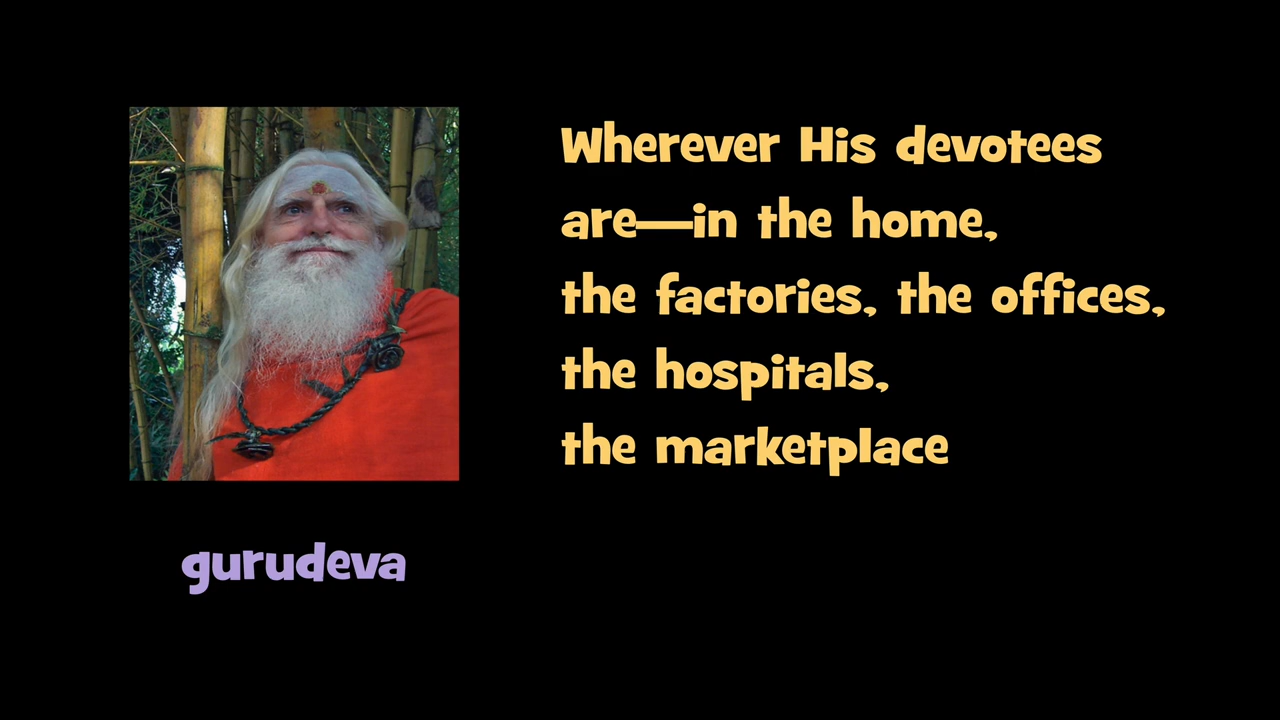 Wherever His devotees
are—in the home,
the factories, the offices,
the hospitals,
the marketplace
gurudeva